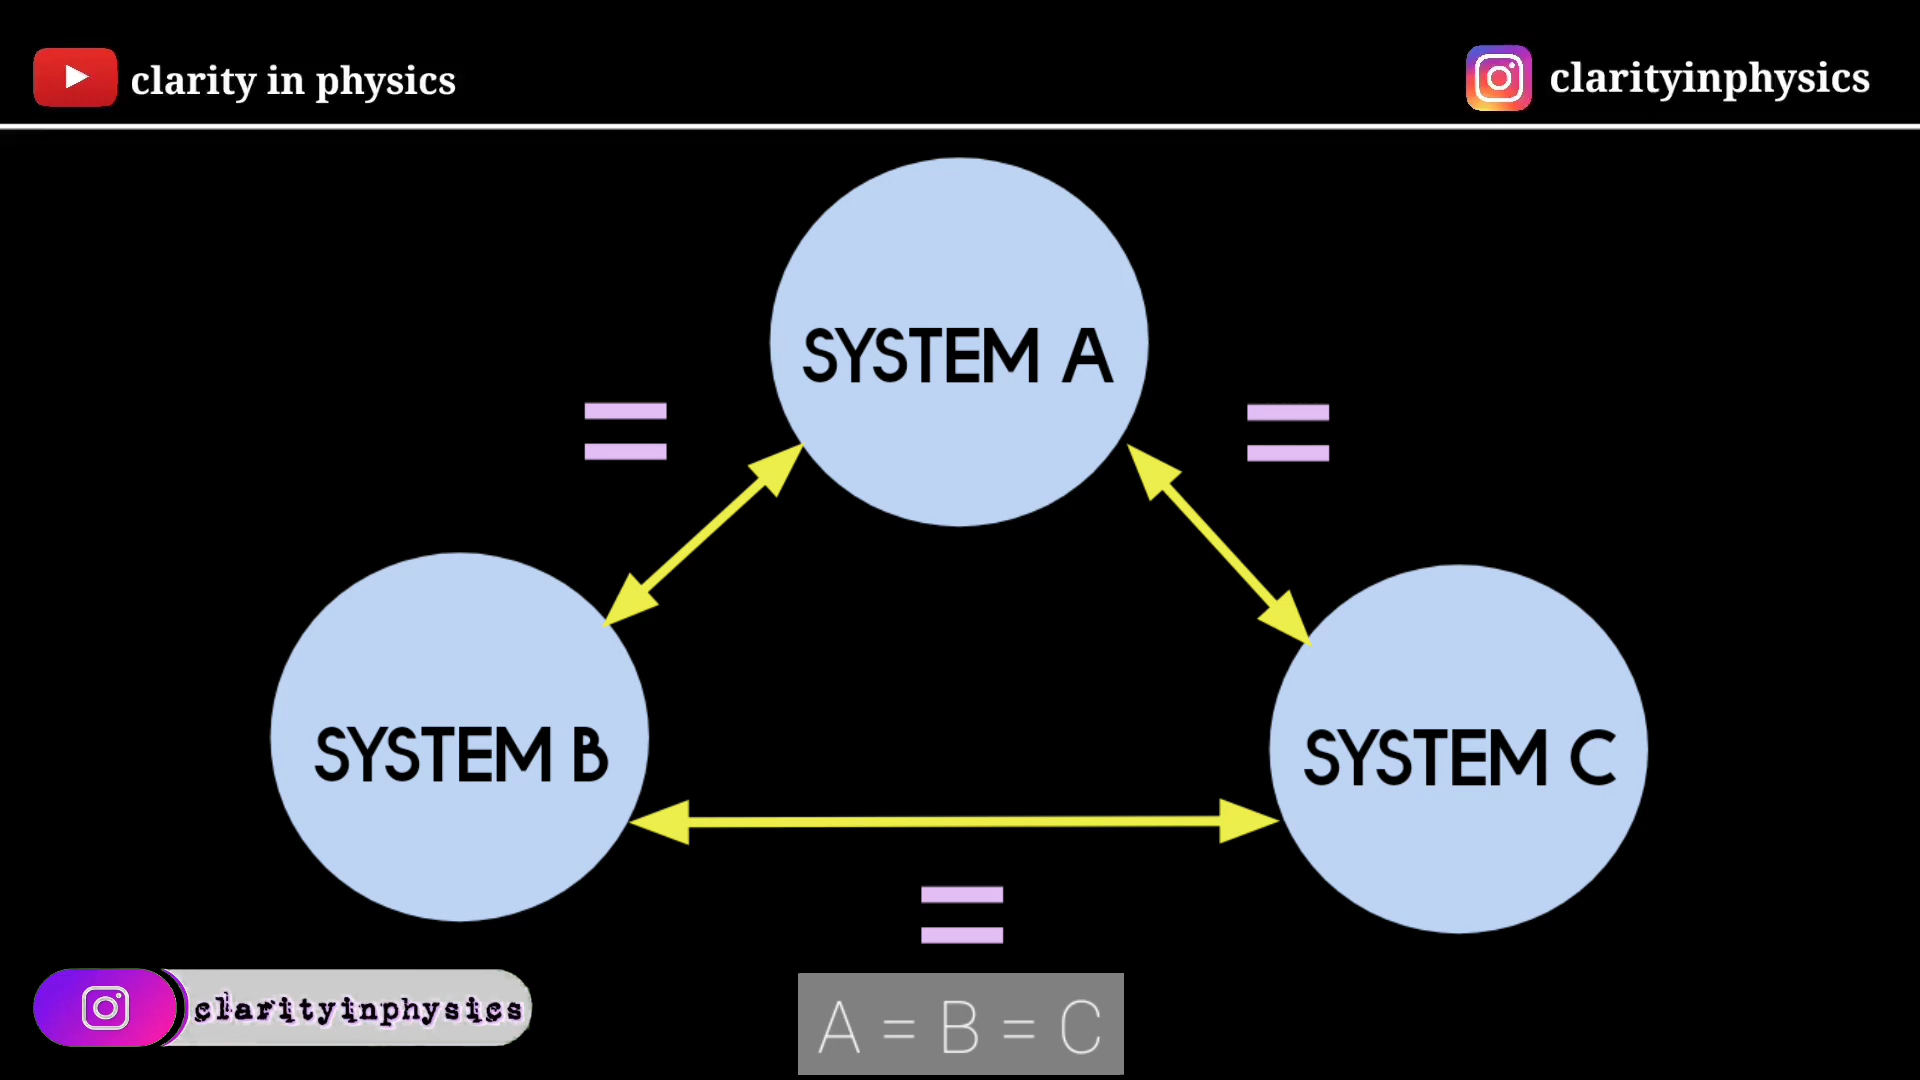 clarity in physics
clarityinphysics
SYSTEM A
=
=
SYSTEM B
SYSTEM C
=
clarityinphysics
A = B = C